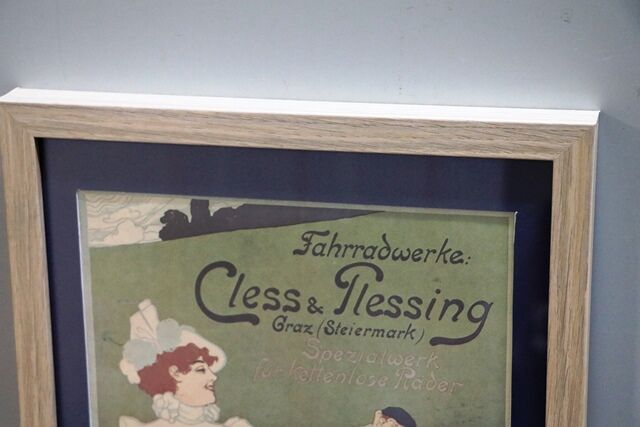 Fahrradwerke:
Cless & Plessing
Graz (Steiermark)
Spezialwerk
für kettenlose Räder